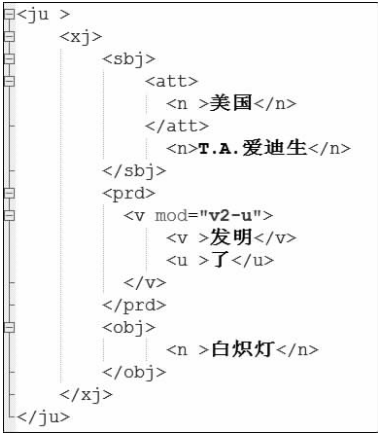 <ju >
<xj>
<sbj>
<att>
<n >美国</n>
</att>
<n>T.A.爱迪生</n>
</sbj>
<prd>
<v mod="v2-u">
<v >发明</v>
<u >了</u>
</v>
</prd>
<obj>
<n >白炽灯</n>
</obj>
</xj>
</ju>